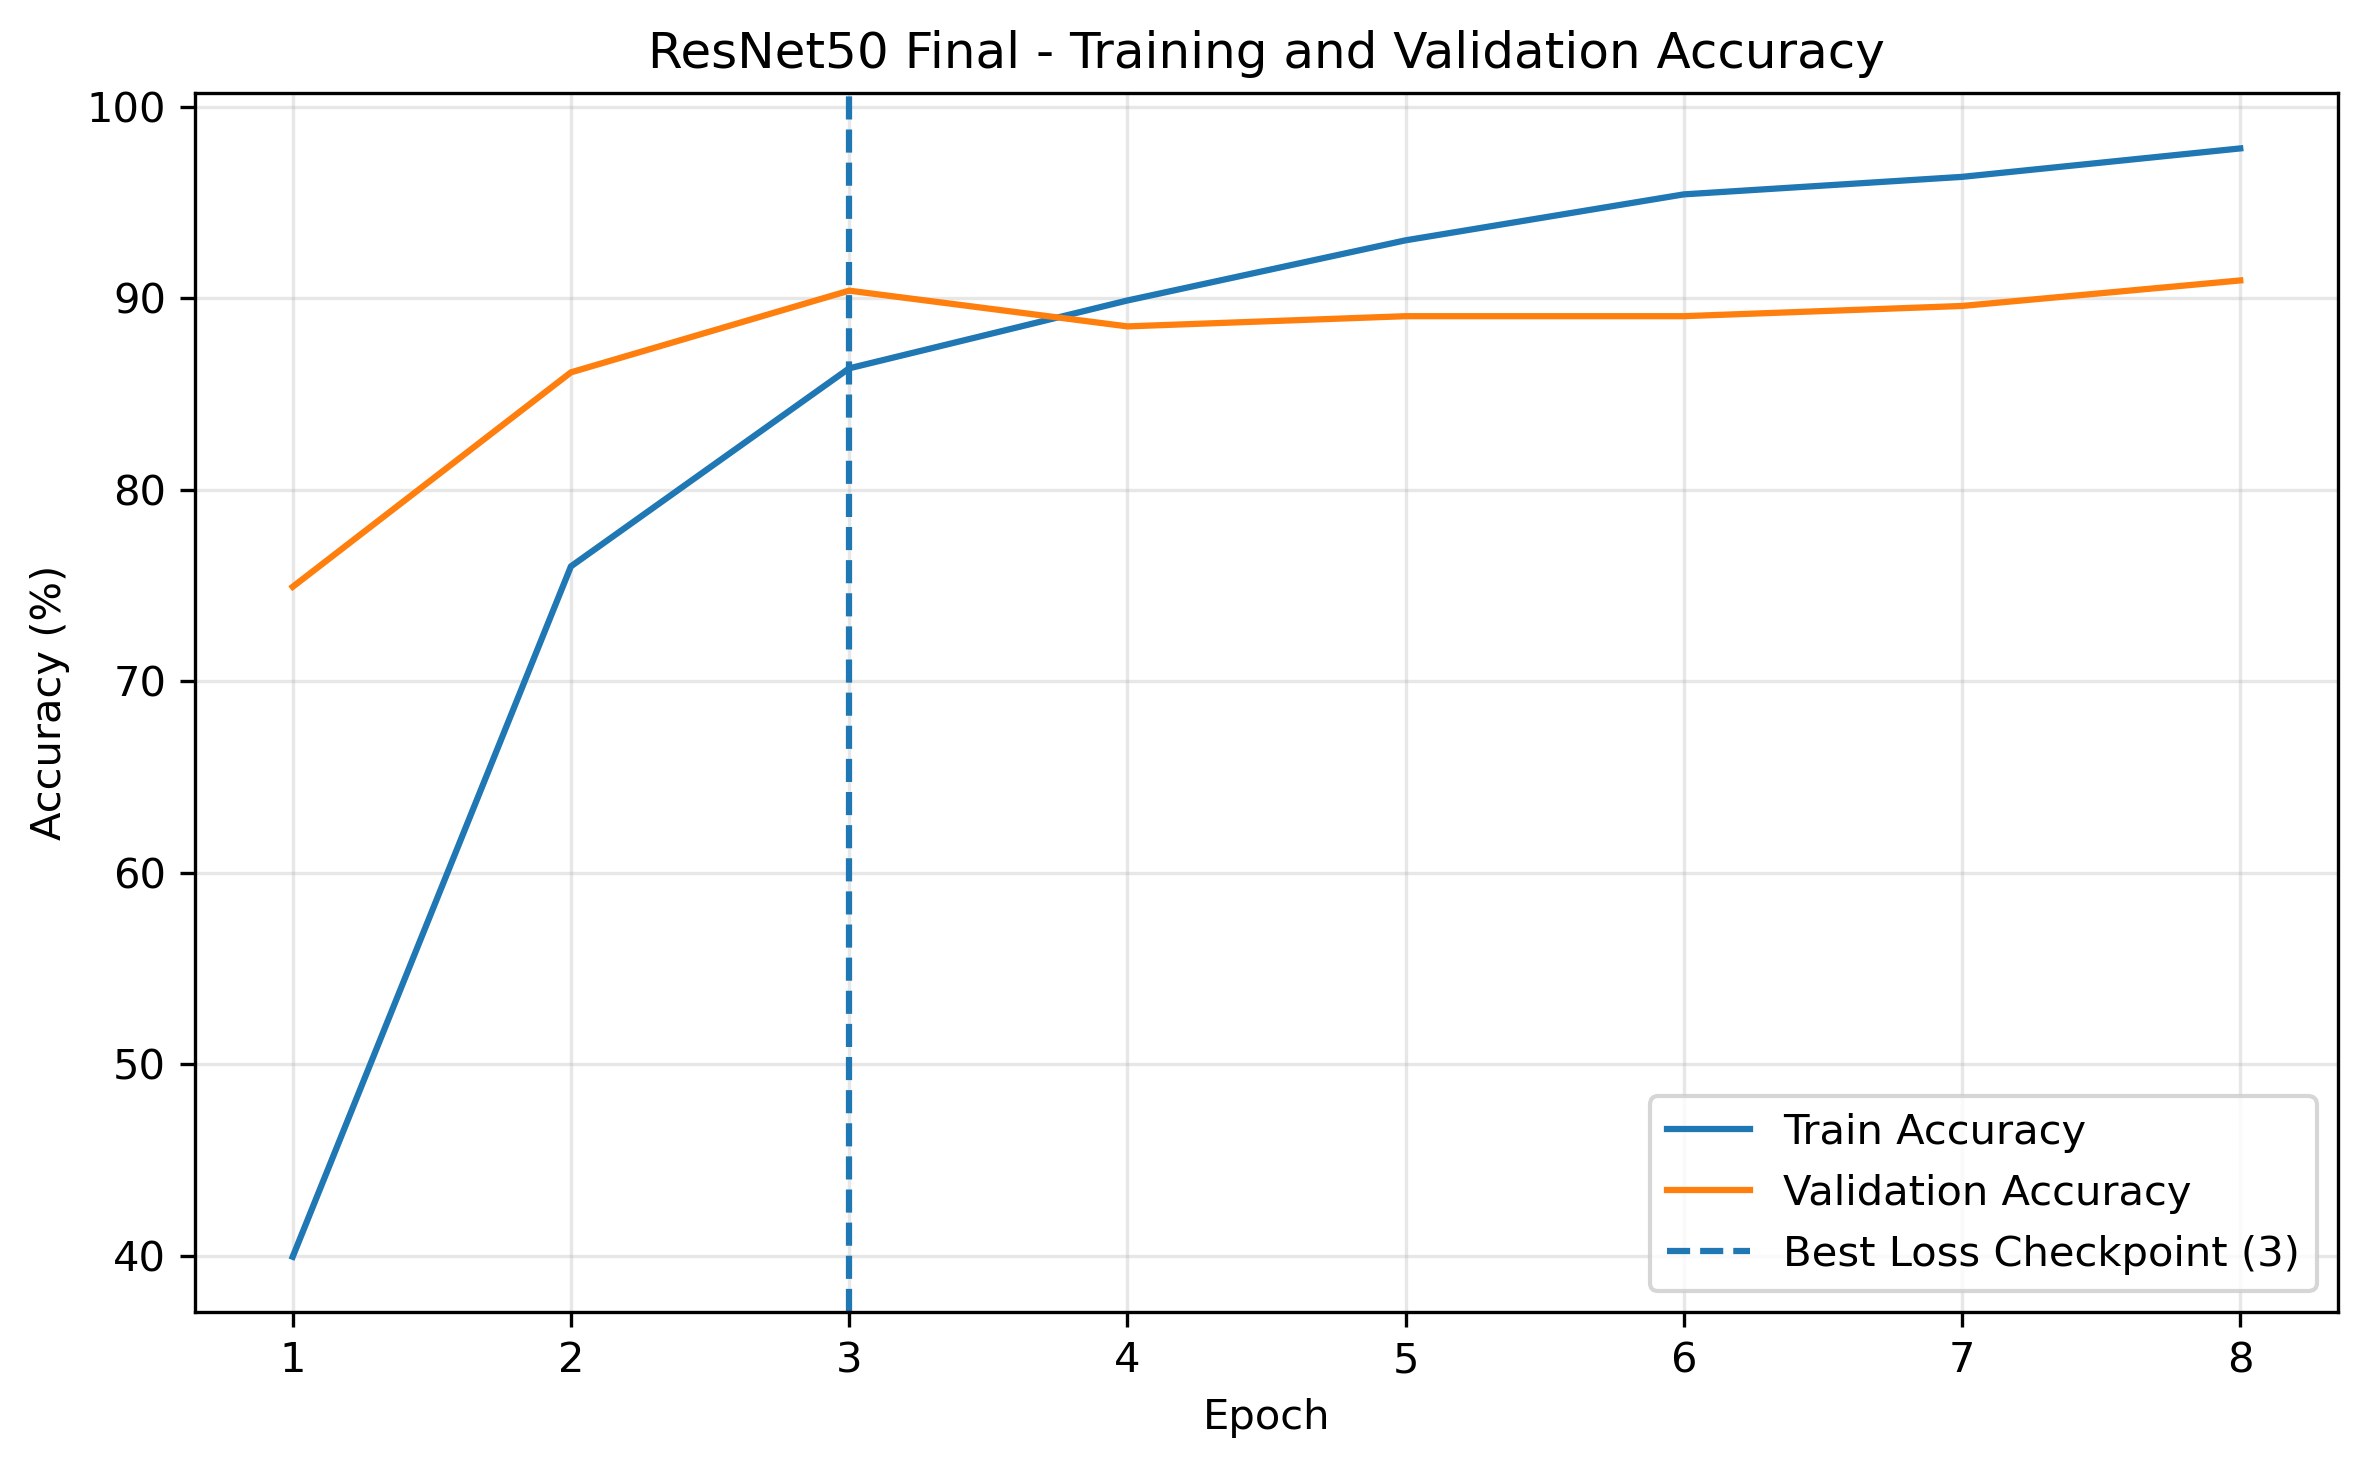 ResNet50 Final - Training and Validation Accuracy
Accuracy (%)
100
90
80
70
60
50
40
Train Accuracy
Validation Accuracy
Best Loss Checkpoint (3)
1 2 3 4 5 6 7 8
Epoch